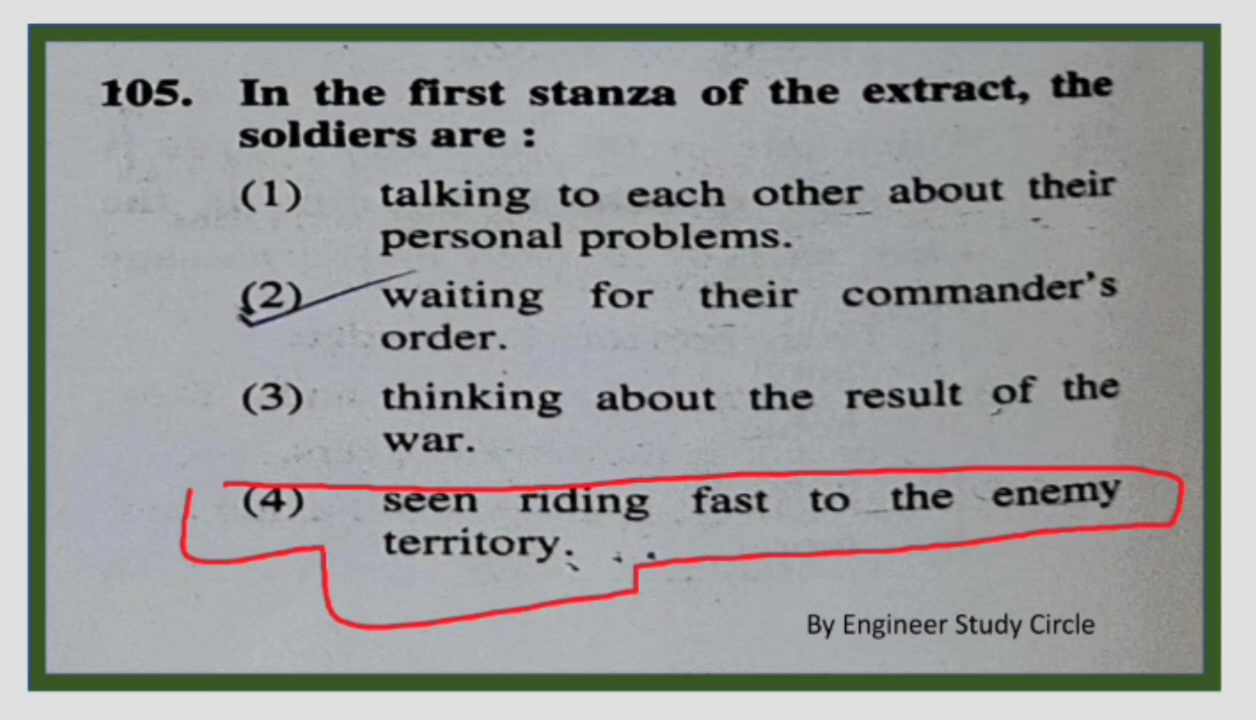 105. In the first stanza of the extract, the
soldiers are :
(1) talking to each other about their
personal problems.
(2) waiting for their commander's
order.
(3) thinking about the result of the
war.
(4) seen riding fast to the enemy
territory.
By Engineer Study Circle